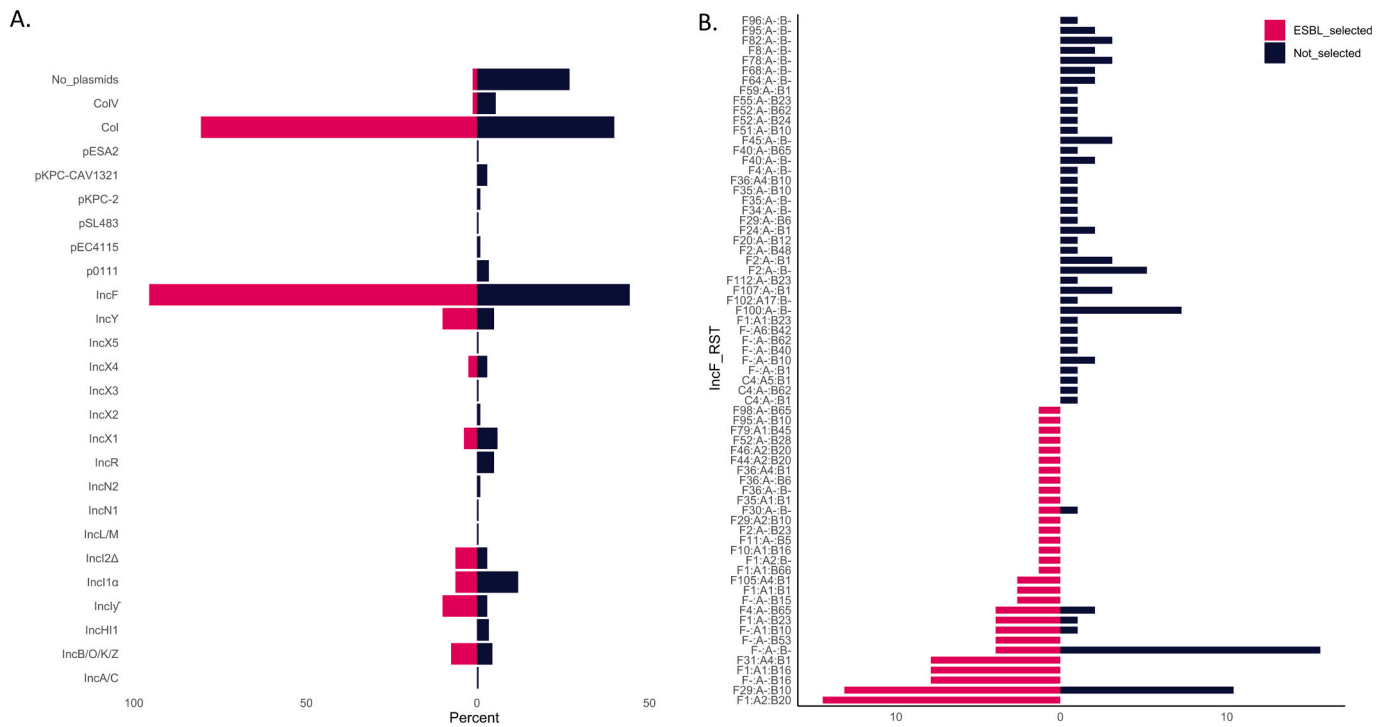 A.
No_plasmids
ColV
Col
pESA2
pKPC-CAV1321
pKPC-2
pSL483
pEC4115
p0111
IncF
IncY
IncX5
IncX4
IncX3
IncX2
IncX1
IncR
IncN2
IncN1
IncL/M
IncI2Δ
IncI1α
IncIγ
IncHI1
IncB/O/K/Z
IncA/C
100 50 0 50
Percent
B.
ESBL_selected
Not_selected
IncF_RST
F96:A-:B-
F95:A-:B-
F82:A-:B-
F8:A-:B-
F78:A-:B-
F68:A-:B-
F64:A-:B-
F59:A-:B1
F55:A-:B23
F52:A-:B62
F52:A-:B24
F51:A-:B10
F45:A-:B-
F40:A-:B65
F40:A-:B-
F4:A-:B-
F36:A4:B10
F35:A-:B10
F35:A-:B-
F34:A-:B-
F29:A-:B6
F24:A-:B1
F20:A-:B12
F2:A-:B48
F2:A-:B1
F2:A-:B-
F112:A-:B23
F107:A-:B1
F102:A17:B-
F100:A-:B-
F1:A1:B23
F-:A6:B42
F-:A-:B62
F-:A-:B40
F-:A-:B10
F-:A-:B1
C4:A5:B1
C4:A-:B62
C4:A-:B1
F98:A-:B65
F95:A-:B10
F79:A1:B45
F52:A-:B28
F46:A2:B20
F44:A2:B20
F36:A4:B1
F36:A-:B6
F36:A-:B-
F35:A1:B1
F30:A-:B-
F29:A2:B10
F2:A-:B23
F11:A-:B5
F10:A1:B16
F1:A2:B-
F1:A1:B66
F105:A4:B1
F1:A1:B1
F-:A-:B15
F4:A-:B65
F1:A-:B23
F-:A1:B10
F-:A-:B53
F-:A-:B-
F31:A4:B1
F1:A1:B16
F-:A-:B16
F29:A-:B10
F1:A2:B20
10 0 10